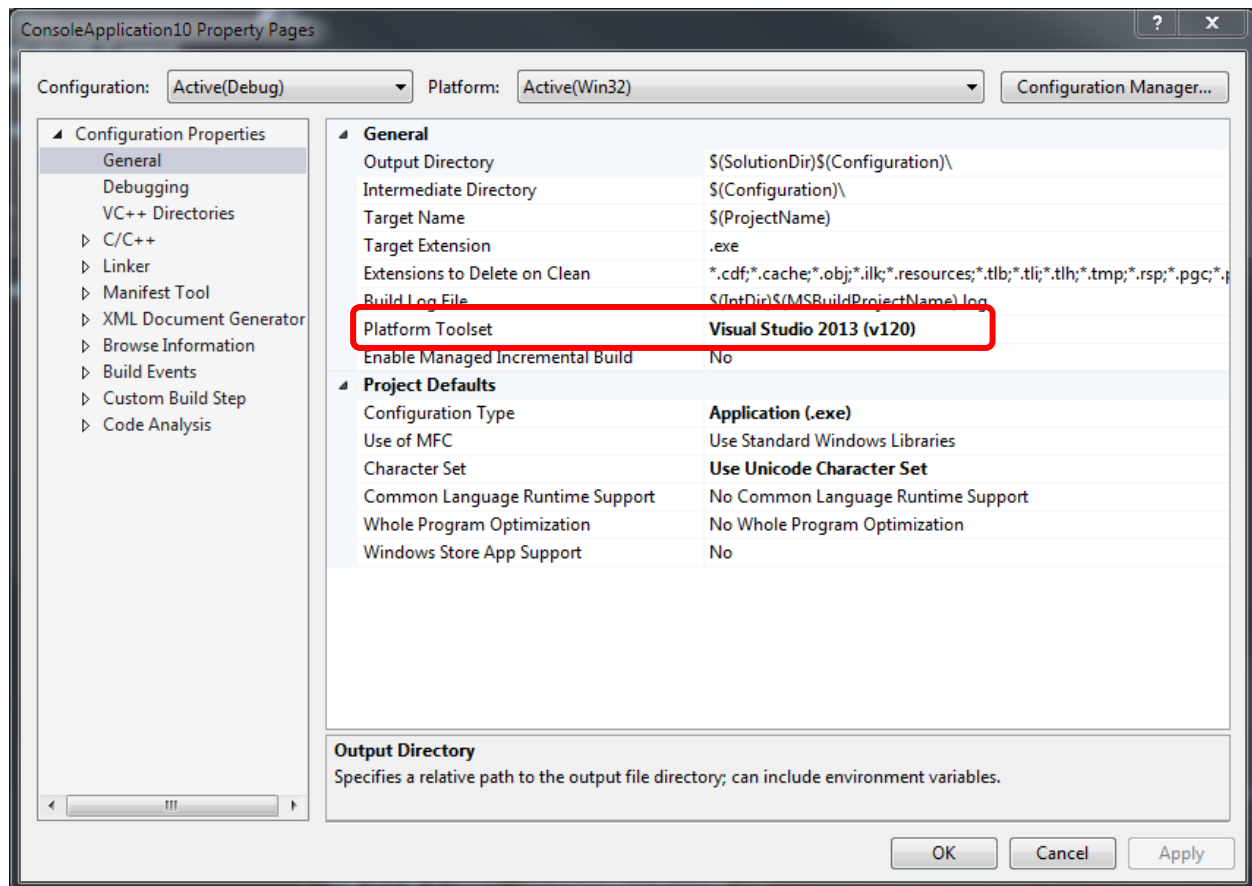 ConsoleApplication10 Property Pages
Configuration: Active(Debug) Platform: Active(Win32) Configuration Manager...
Configuration Properties
General
Debugging
VC++ Directories
C/C++
Linker
Manifest Tool
XML Document Generator
Browse Information
Build Events
Custom Build Step
Code Analysis
General
Output Directory $(SolutionDir)$(Configuration)\
Intermediate Directory $(Configuration)\
Target Name $(ProjectName)
Target Extension .exe
Extensions to Delete on Clean *.cdf;*.cache;*.obj;*.ilk;*.resources;*.tlb;*.tli;*.tlh;*.tmp;*.rsp;*.pgc;*.p
Build Log File $(IntDir)$(MSBuildProjectName).log
Platform Toolset Visual Studio 2013 (v120)
Enable Managed Incremental Build No
Project Defaults
Configuration Type Application (.exe)
Use of MFC Use Standard Windows Libraries
Character Set Use Unicode Character Set
Common Language Runtime Support No Common Language Runtime Support
Whole Program Optimization No Whole Program Optimization
Windows Store App Support No
Output Directory
Specifies a relative path to the output file directory; can include environment variables.
OK Cancel Apply